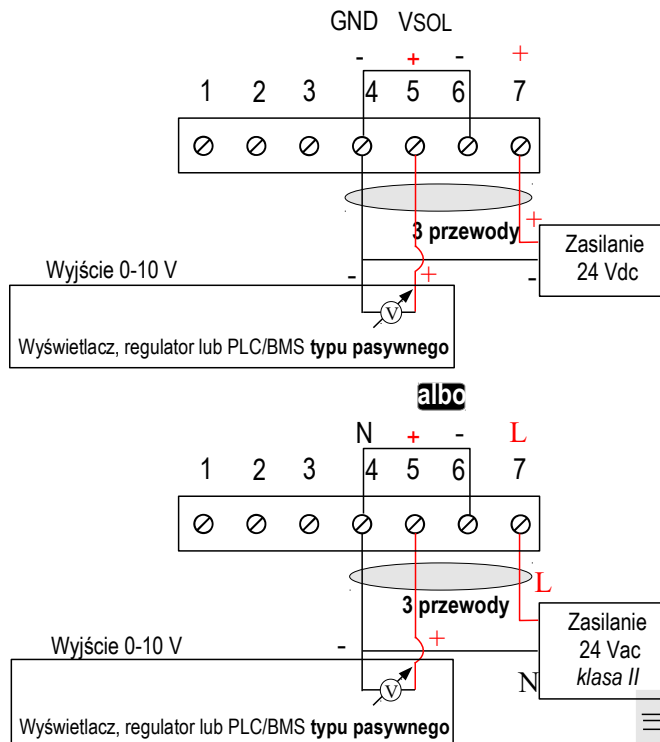 GND VSOL
- + - +
1 2 3 4 5 6 7
3 przewody
+
Zasilanie
24 Vdc
-
Wyjście 0-10 V
- +
V
Wyświetlacz, regulator lub PLC/BMS typu pasywnego
albo
N + - L
1 2 3 4 5 6 7
L
3 przewody
Zasilanie
24 Vac
klasa II
N
Wyjście 0-10 V
- +
V
Wyświetlacz, regulator lub PLC/BMS typu pasywnego